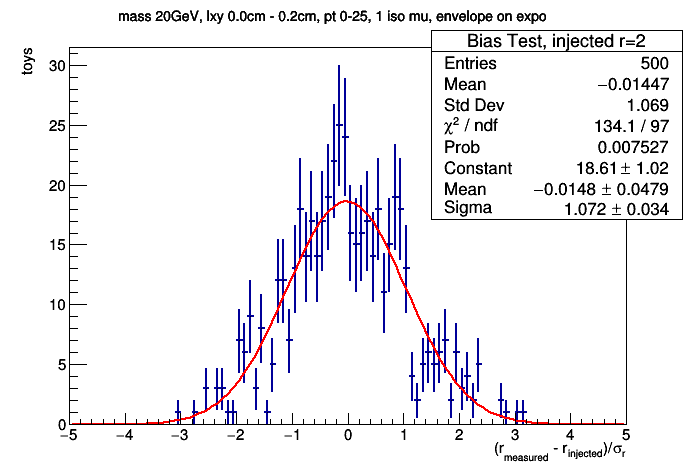 mass 20GeV, lxy 0.0cm - 0.2cm, pt 0-25, 1 iso mu, envelope on expo
Bias Test, injected r=2
Entries 500
Mean −0.01447
Std Dev 1.069
χ² / ndf 134.1 / 97
Prob 0.007527
Constant 18.61 ± 1.02
Mean −0.0148 ± 0.0479
Sigma 1.072 ± 0.034
toys
30
25
20
15
10
5
0
−5 −4 −3 −2 −1 0 1 2 3 4 5
(r_measured - r_injected)/σ_r